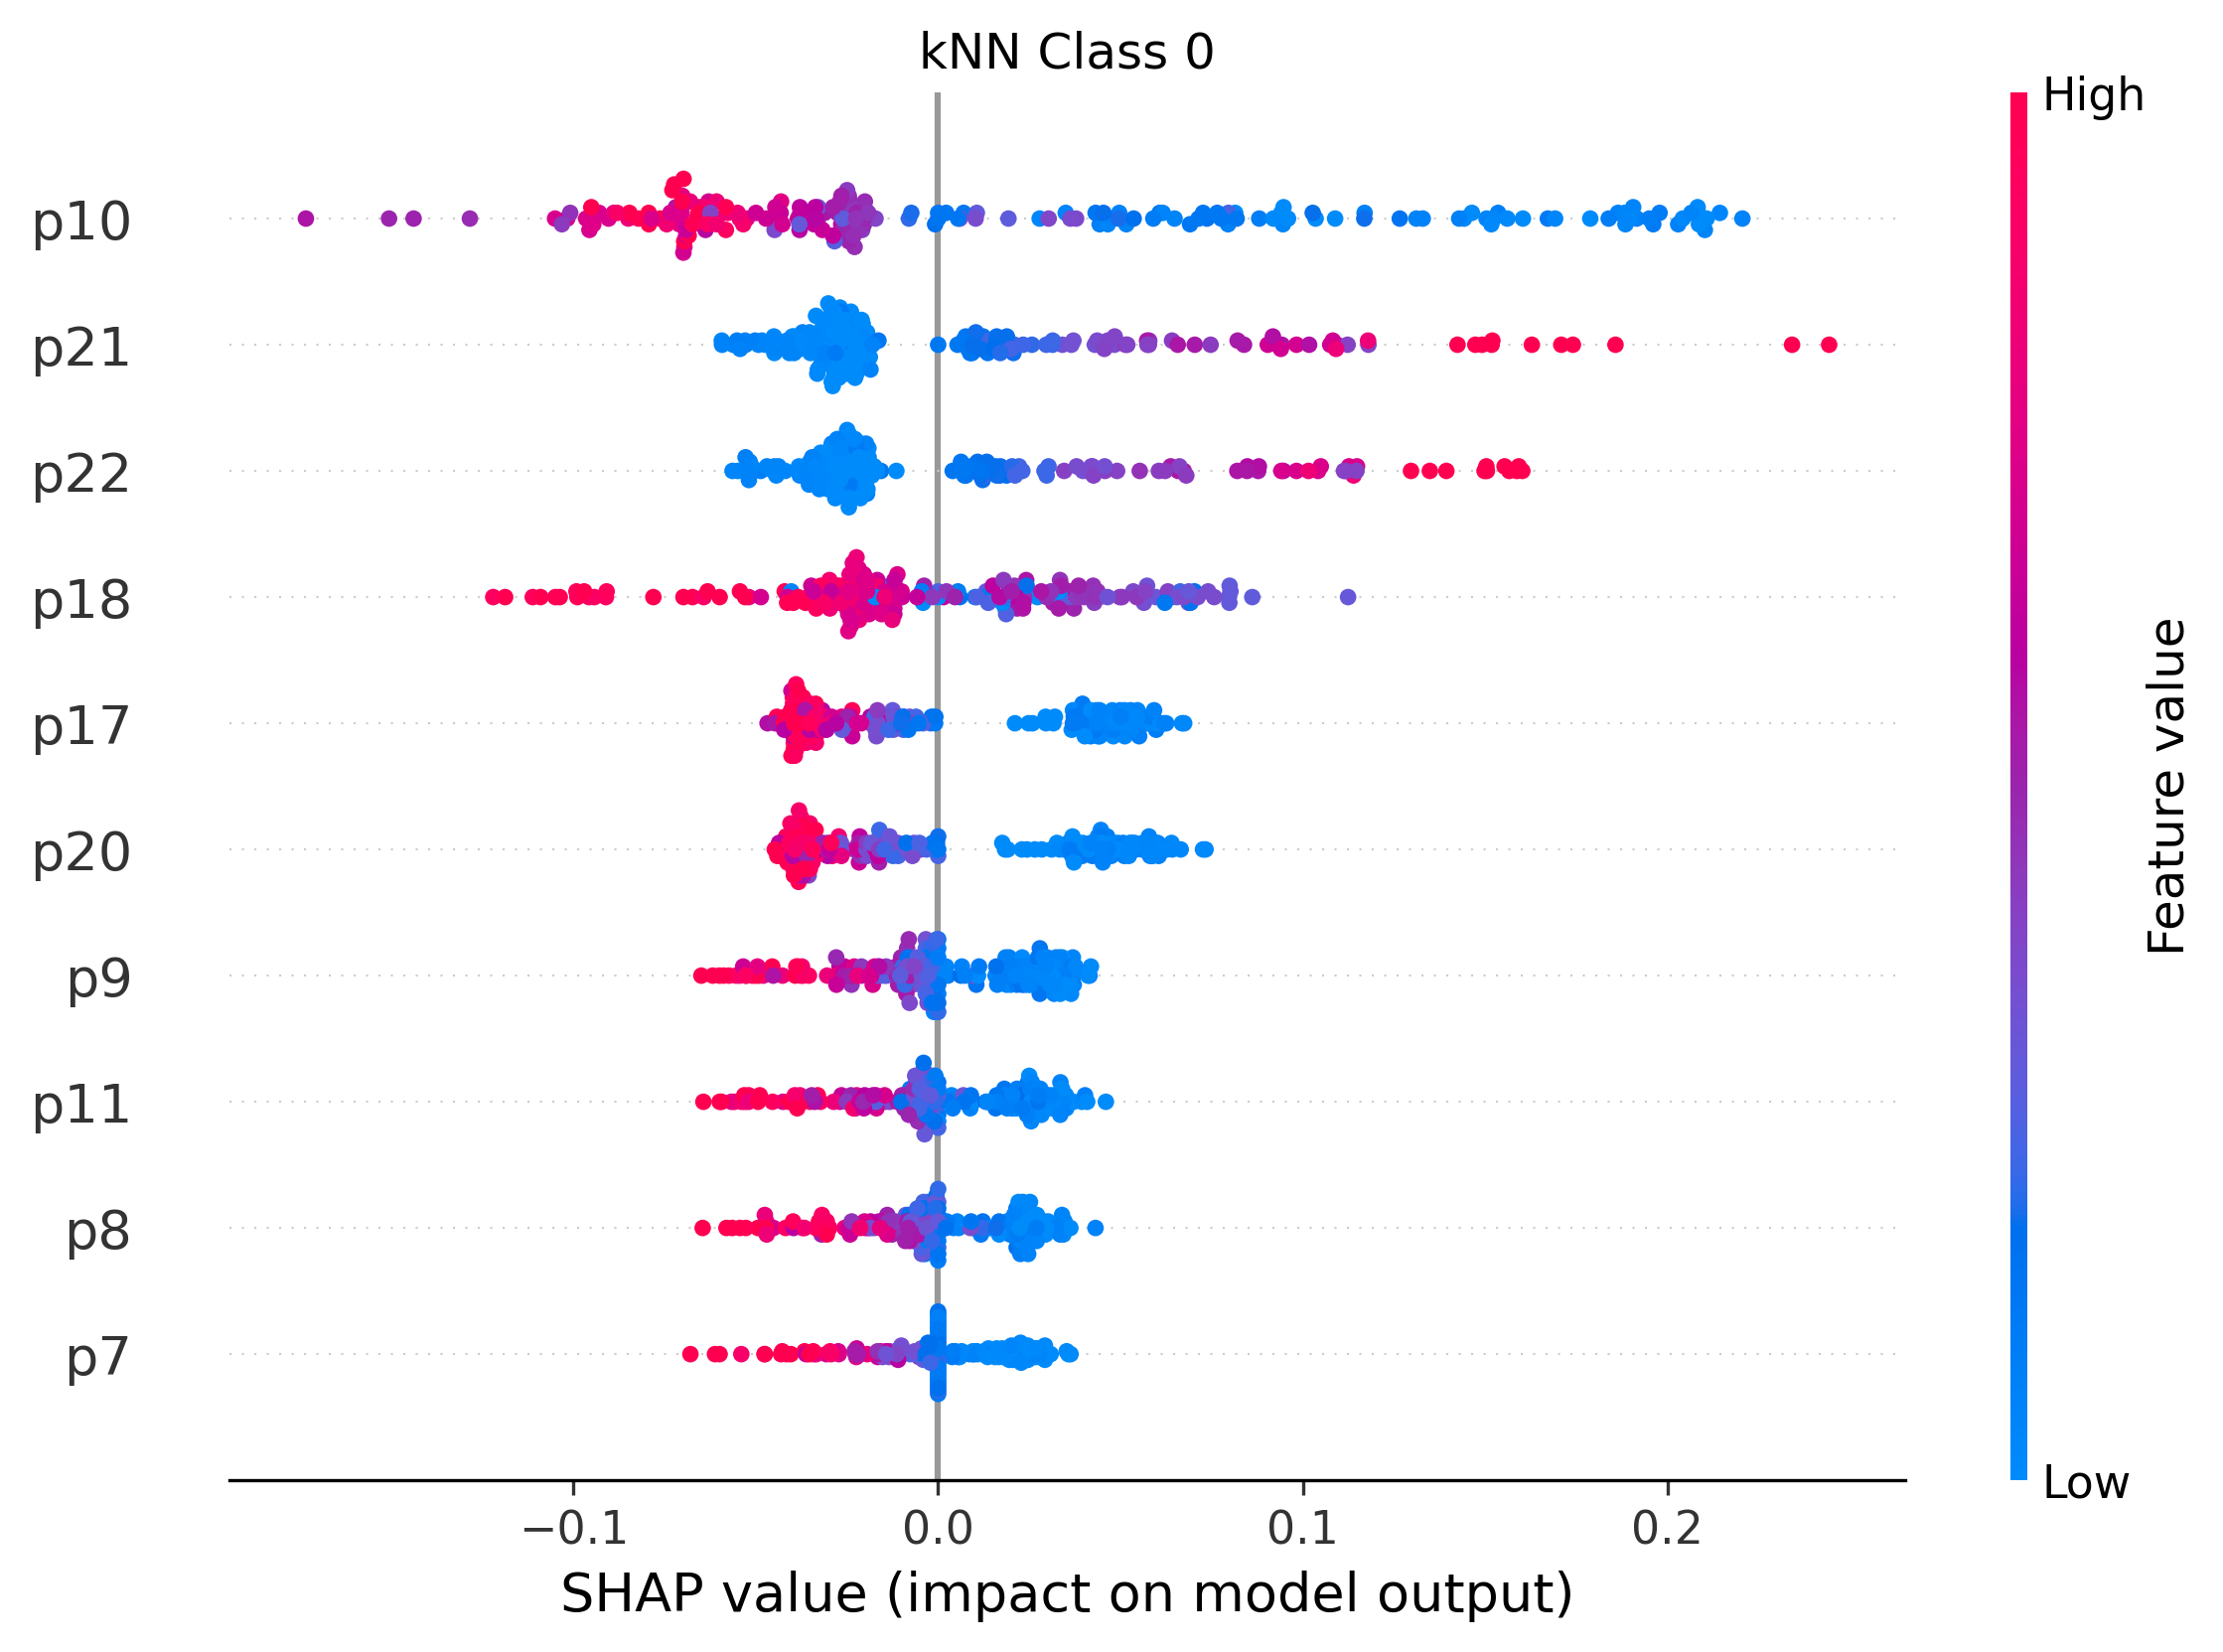 kNN Class 0
High
p10
p21
p22
p18
p17
p20
p9
p11
p8
p7
Feature value
Low
−0.1 0.0 0.1 0.2
SHAP value (impact on model output)